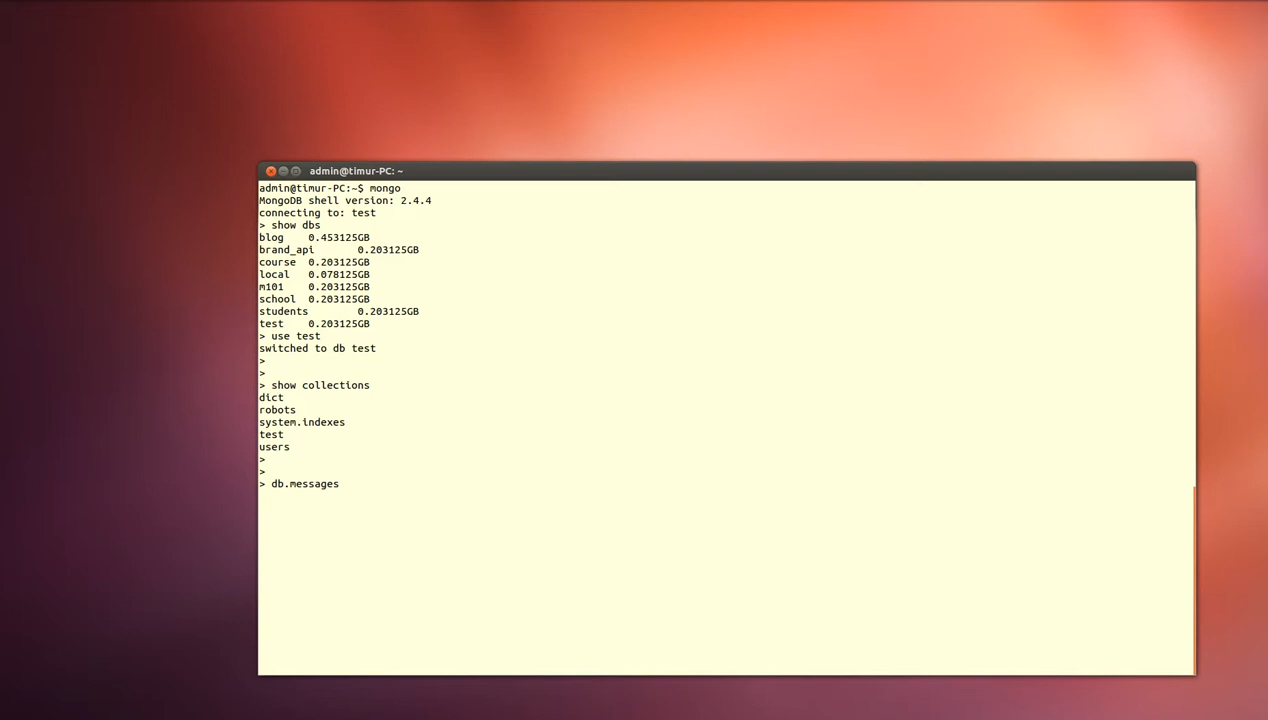 admin@timur-PC: ~
admin@timur-PC:~$ mongo
MongoDB shell version: 2.4.4
connecting to: test
> show dbs
blog    0.453125GB
brand_api       0.203125GB
course  0.203125GB
local   0.078125GB
m101    0.203125GB
school  0.203125GB
students        0.203125GB
test    0.203125GB
> use test
switched to db test
>
>
> show collections
dict
robots
system.indexes
test
users
>
>
> db.messages